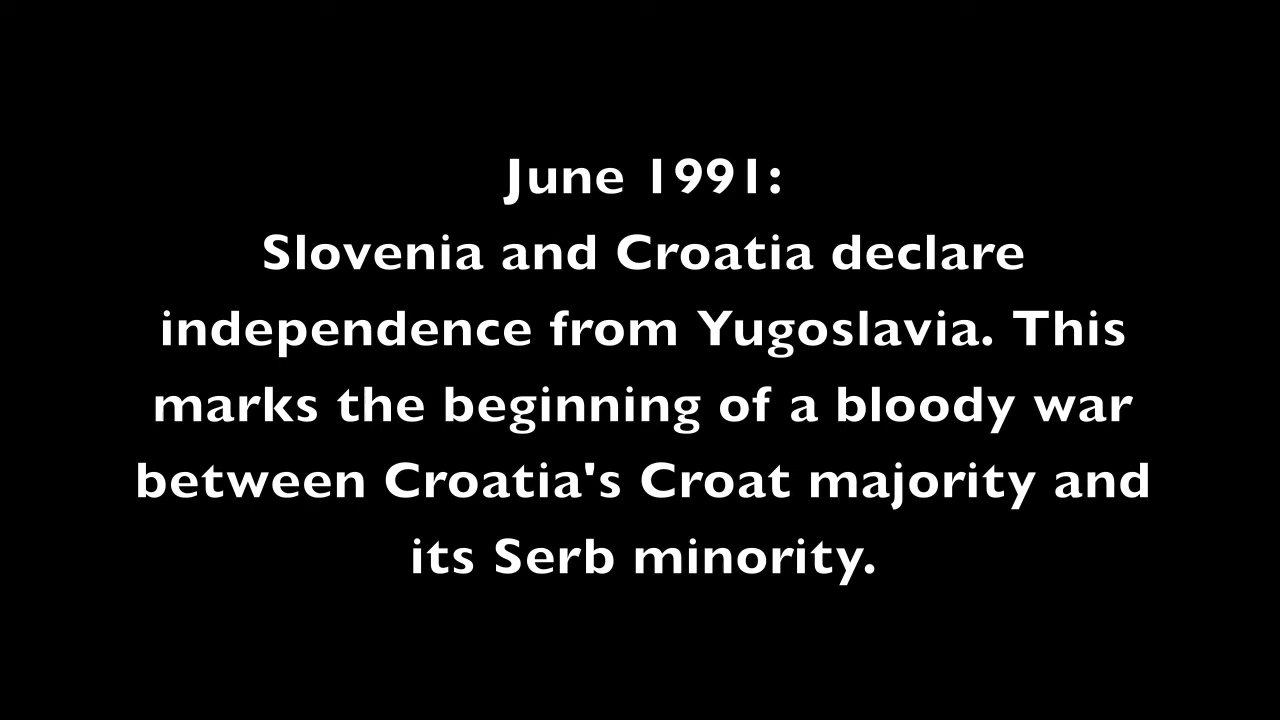 June 1991:
Slovenia and Croatia declare
independence from Yugoslavia. This
marks the beginning of a bloody war
between Croatia's Croat majority and
its Serb minority.